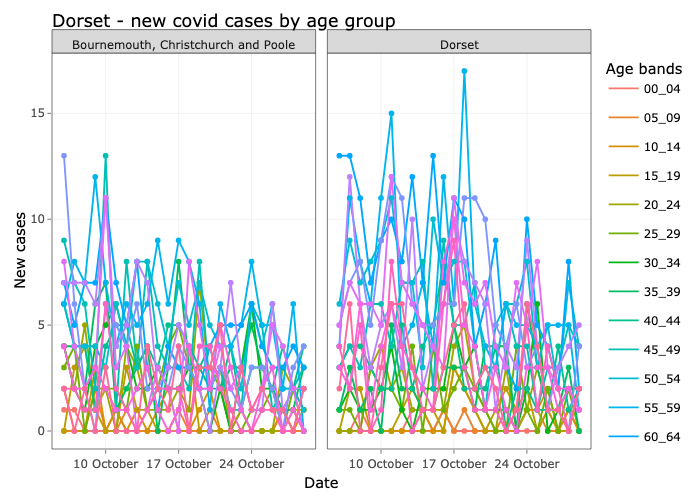 Dorset - new covid cases by age group
Bournemouth, Christchurch and Poole
Dorset
Age bands
00_04
05_09
10_14
15_19
20_24
25_29
30_34
35_39
40_44
45_49
50_54
55_59
60_64
New cases
15
10
5
0
10 October
17 October
24 October
10 October
17 October
24 October
Date